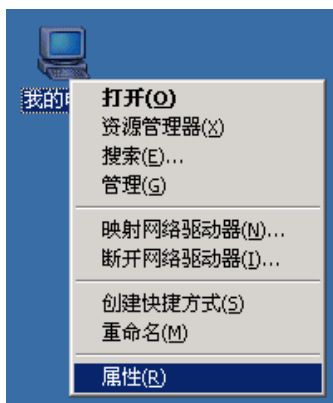 我的
打开(O)
资源管理器(X)
搜索(E)...
管理(G)
映射网络驱动器(N)...
断开网络驱动器(I)...
创建快捷方式(S)
重命名(M)
属性(R)